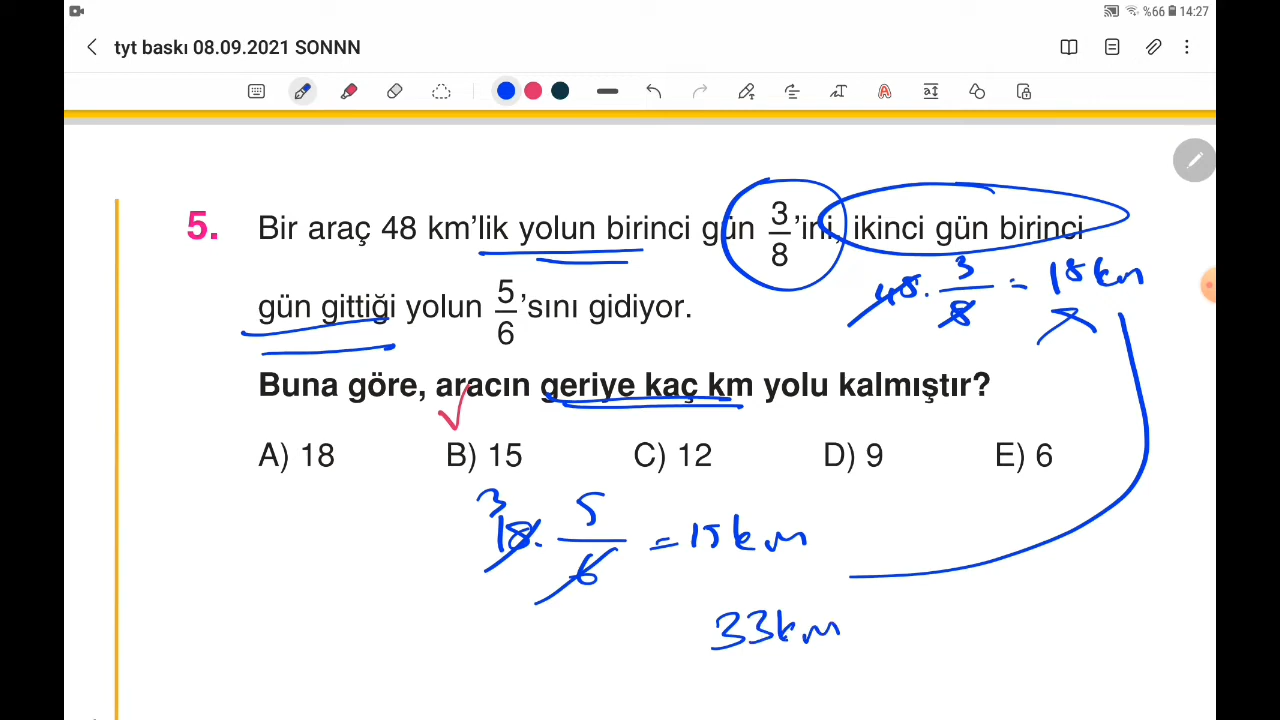 %66 14:27
tyt baskı 08.09.2021 SONNN
5. Bir araç 48 km'lik yolun birinci gün 3/8 'ini, ikinci gün birinci
48. 3/8 = 18 km
gün gittiği yolun 5/6 'sını gidiyor.
Buna göre, aracın geriye kaç km yolu kalmıştır?
A) 18 B) 15 C) 12 D) 9 E) 6
3
18. 5/6 = 15 km
33 km